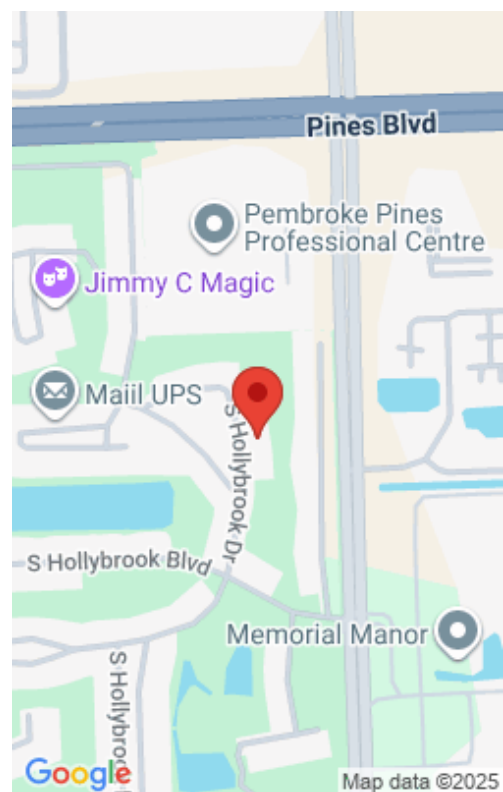 Pines Blvd
Pembroke Pines
Professional Centre
Jimmy C Magic
Maiil UPS
S Hollybrook Dr
S Hollybrook Blvd
Memorial Manor
S Hollybrook
Google
Map data ©2025